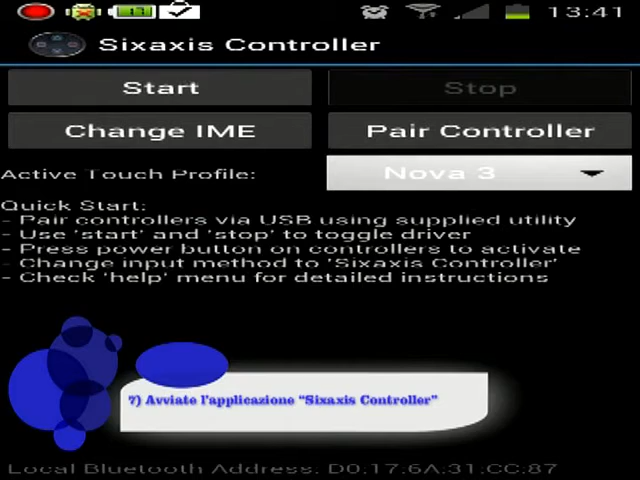 13:41
Sixaxis Controller
Start
Stop
Change IME
Pair Controller
Active Touch Profile:
Nova 3
Quick Start:
- Pair controllers via USB using supplied utility
- Use 'start' and 'stop' to toggle driver
- Press power button on controllers to activate
- Change input method to 'Sixaxis Controller'
- Check 'help' menu for detailed instructions
7) Avviate l'applicazione “Sixaxis Controller”
Local Bluetooth Address: D0:17:6A:31:CC:87